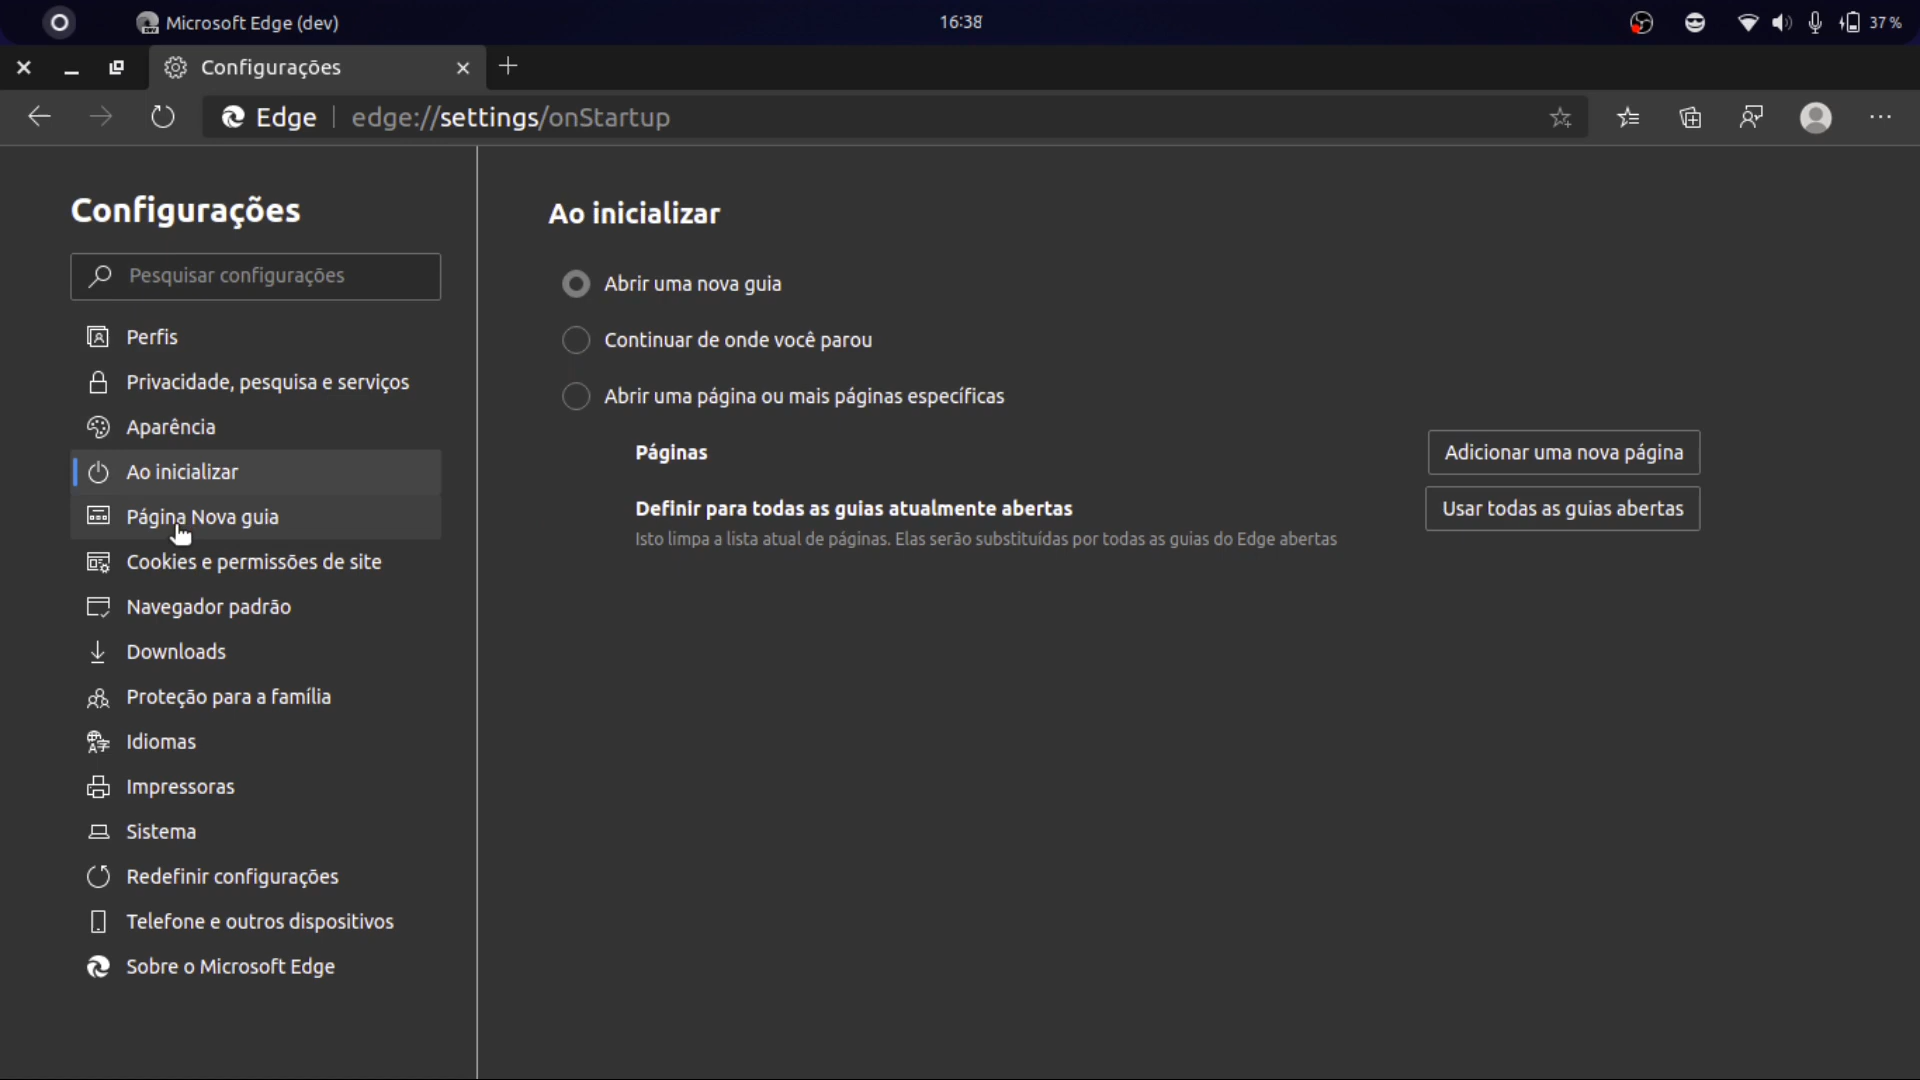 Microsoft Edge (dev)
16:38
37 %
Configurações
Edge
edge://settings/onStartup
Configurações
Pesquisar configurações
Perfis
Privacidade, pesquisa e serviços
Aparência
Ao inicializar
Página Nova guia
Cookies e permissões de site
Navegador padrão
Downloads
Proteção para a família
Idiomas
Impressoras
Sistema
Redefinir configurações
Telefone e outros dispositivos
Sobre o Microsoft Edge
Ao inicializar
Abrir uma nova guia
Continuar de onde você parou
Abrir uma página ou mais páginas específicas
Páginas
Adicionar uma nova página
Definir para todas as guias atualmente abertas
Usar todas as guias abertas
Isto limpa a lista atual de páginas. Elas serão substituídas por todas as guias do Edge abertas